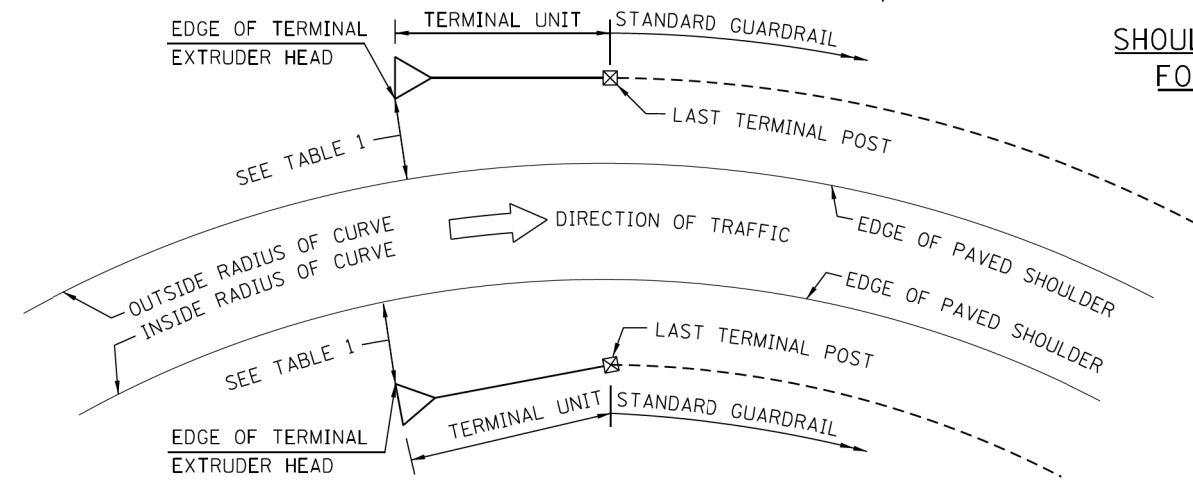 TERMINAL UNIT
STANDARD GUARDRAIL
EDGE OF TERMINAL
EXTRUDER HEAD
SHOUL
FO
LAST TERMINAL POST
SEE TABLE 1
DIRECTION OF TRAFFIC
OUTSIDE RADIUS OF CURVE
INSIDE RADIUS OF CURVE
EDGE OF PAVED SHOULDER
EDGE OF PAVED SHOULDER
LAST TERMINAL POST
SEE TABLE 1
TERMINAL UNIT
STANDARD GUARDRAIL
EDGE OF TERMINAL
EXTRUDER HEAD